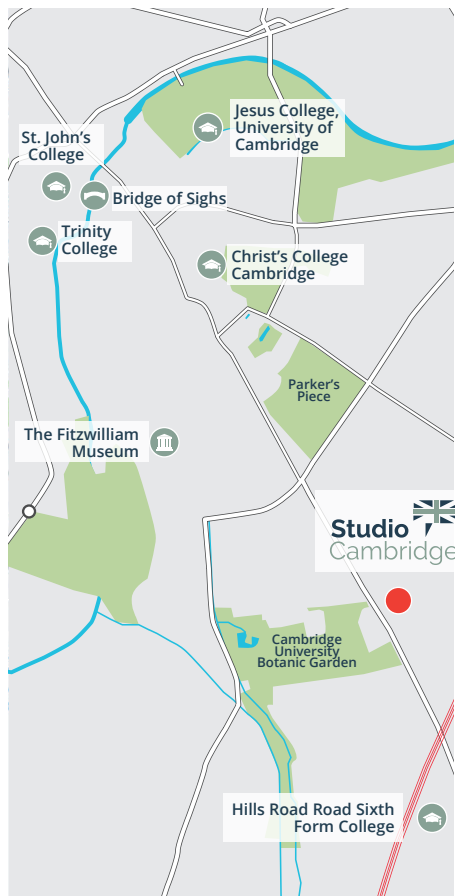 Jesus College,
University of
Cambridge
St. John's
College
Bridge of Sighs
Trinity
College
Christ's College
Cambridge
Parker's
Piece
The Fitzwilliam
Museum
Studio
Cambridge
Cambridge
University
Botanic Garden
Hills Road Road Sixth
Form College